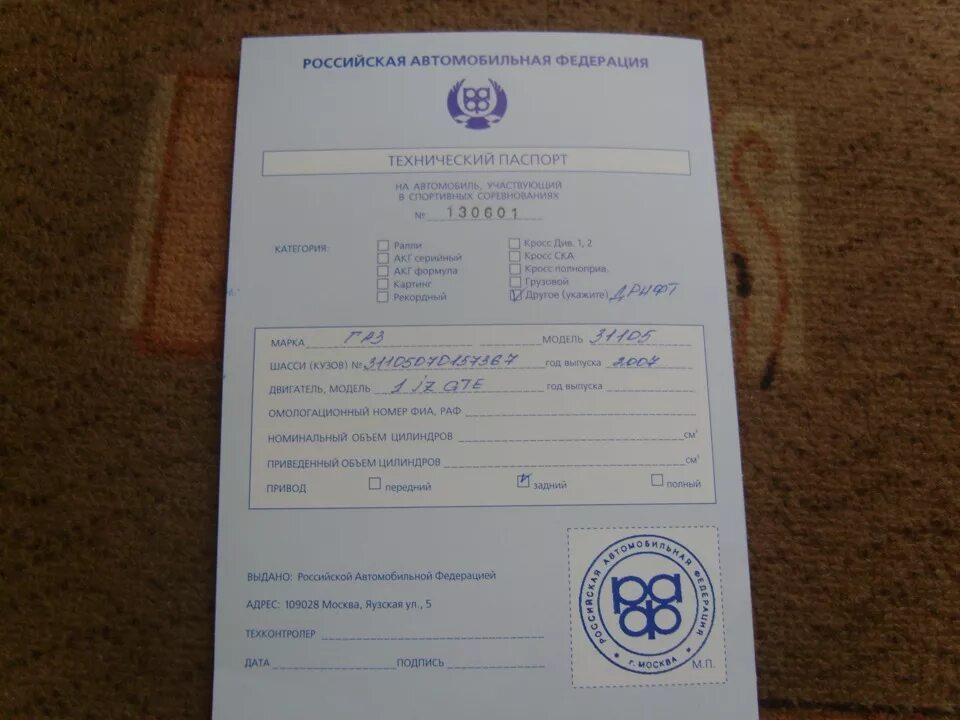 РОССИЙСКАЯ АВТОМОБИЛЬНАЯ ФЕДЕРАЦИЯ
РАФ
ТЕХНИЧЕСКИЙ ПАСПОРТ
НА АВТОМОБИЛЬ, УЧАСТВУЮЩИЙ
В СПОРТИВНЫХ СОРЕВНОВАНИЯХ
№ 130601
КАТЕГОРИЯ:
Ралли
АКГ серийный
АКГ формула
Картинг
Рекордный
Кросс Див. 1, 2
Кросс СКА
Кросс полноприв.
Грузовой
Другое (укажите) ДРИФТ
МАРКА ГАЗ МОДЕЛЬ 31105
ШАССИ (КУЗОВ) № 31105070157367 год выпуска 2007
ДВИГАТЕЛЬ, МОДЕЛЬ 1 jZ GTE год выпуска
ОМОЛОГАЦИОННЫЙ НОМЕР ФИА, РАФ
НОМИНАЛЬНЫЙ ОБЪЕМ ЦИЛИНДРОВ см³
ПРИВЕДЕННЫЙ ОБЪЕМ ЦИЛИНДРОВ см³
ПРИВОД передний задний полный
ВЫДАНО: Российской Автомобильной Федерацией
АДРЕС: 109028 Москва, Яузская ул., 5
ТЕХКОНТРОЛЕР
ДАТА ПОДПИСЬ
РОССИЙСКАЯ АВТОМОБИЛЬНАЯ ФЕДЕРАЦИЯ
РАФ
г. МОСКВА
М.П.